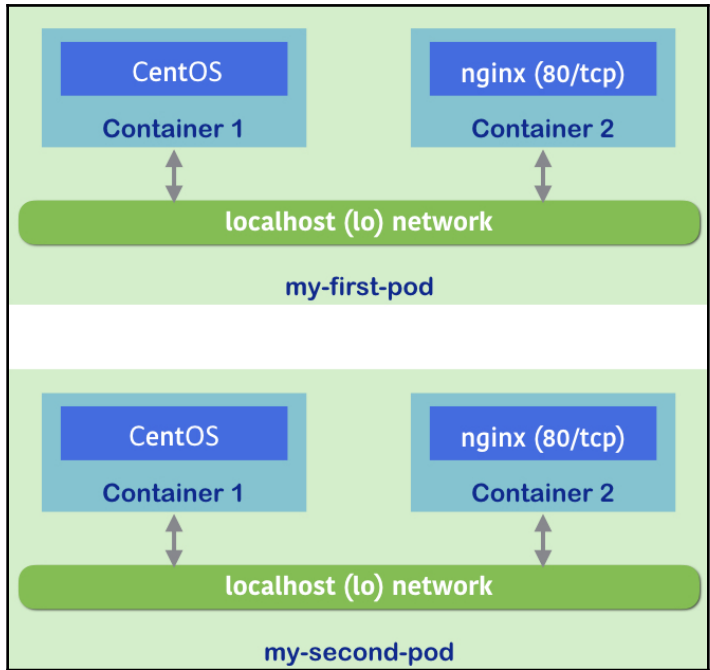 CentOS
nginx (80/tcp)
Container 1
Container 2
localhost (lo) network
my-first-pod
CentOS
nginx (80/tcp)
Container 1
Container 2
localhost (lo) network
my-second-pod